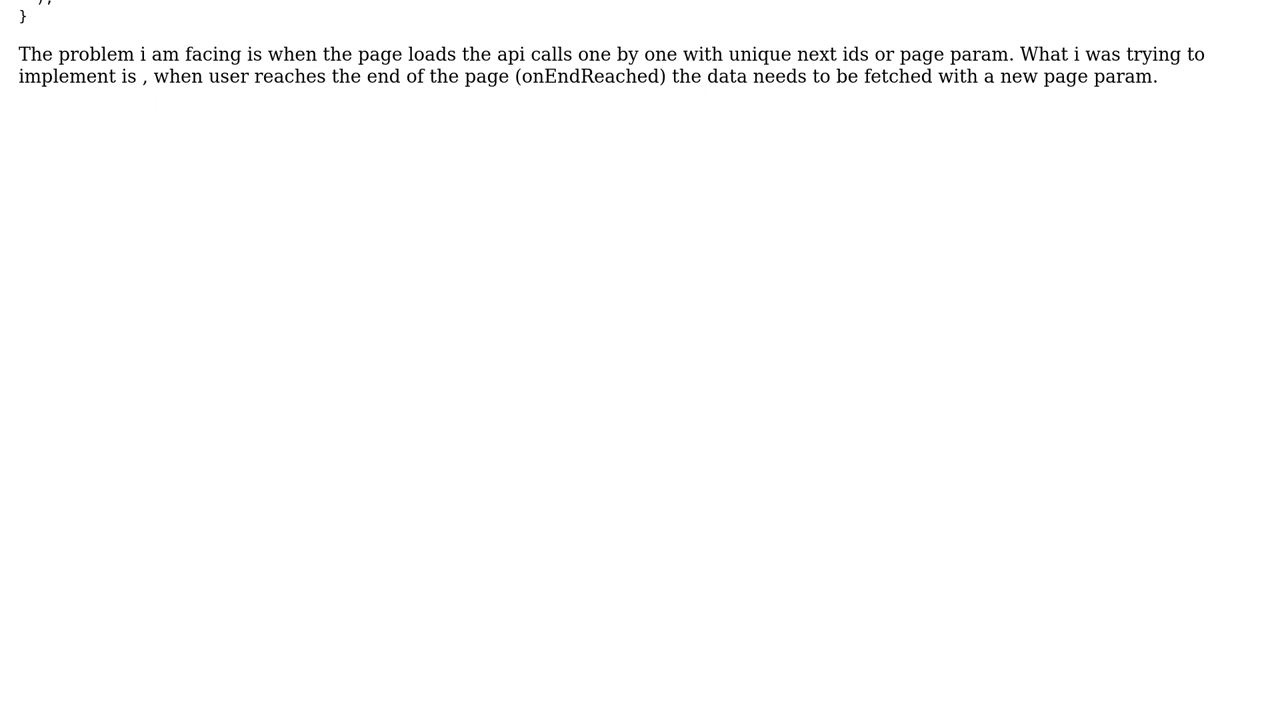 );
}
The problem i am facing is when the page loads the api calls one by one with unique next ids or page param. What i was trying to
implement is , when user reaches the end of the page (onEndReached) the data needs to be fetched with a new page param.